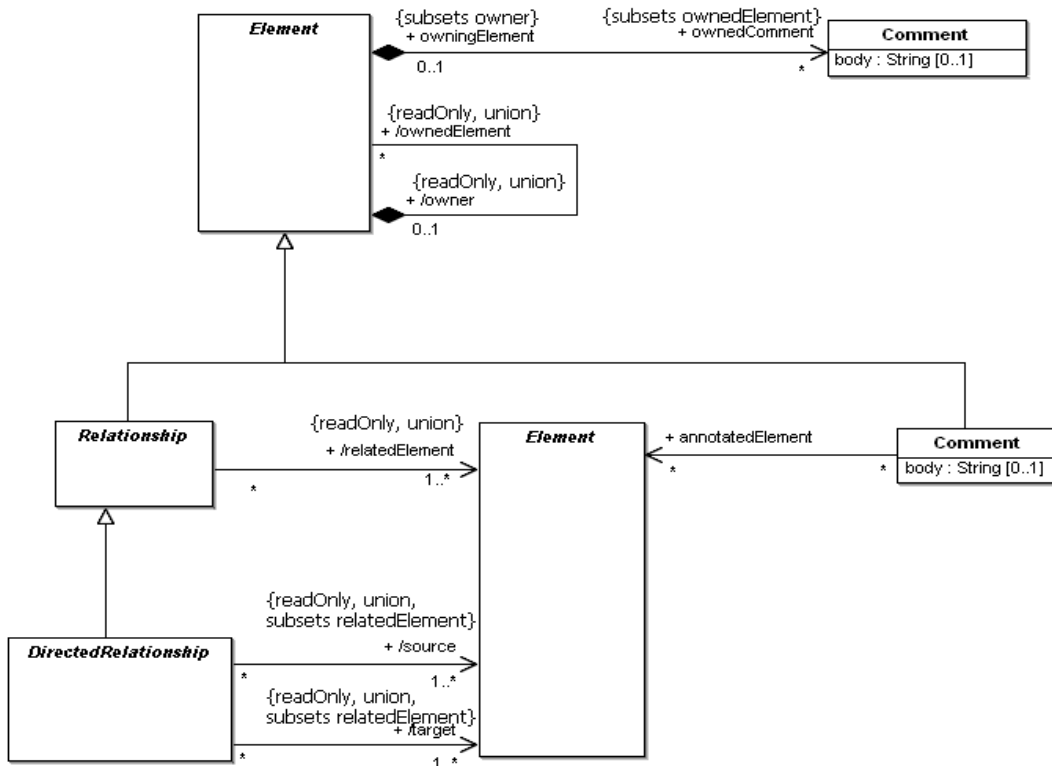 Element
{subsets owner}
+ owningElement
0..1
{subsets ownedElement}
+ ownedComment
*
Comment
body : String [0..1]
{readOnly, union}
+ /ownedElement
*
{readOnly, union}
+ /owner
0..1
Relationship
{readOnly, union}
+ /relatedElement
*
1..*
Element
+ annotatedElement
*
*
Comment
body : String [0..1]
DirectedRelationship
{readOnly, union,
subsets relatedElement}
+ /source
*
1..*
{readOnly, union,
subsets relatedElement}
+ /target
*
1..*